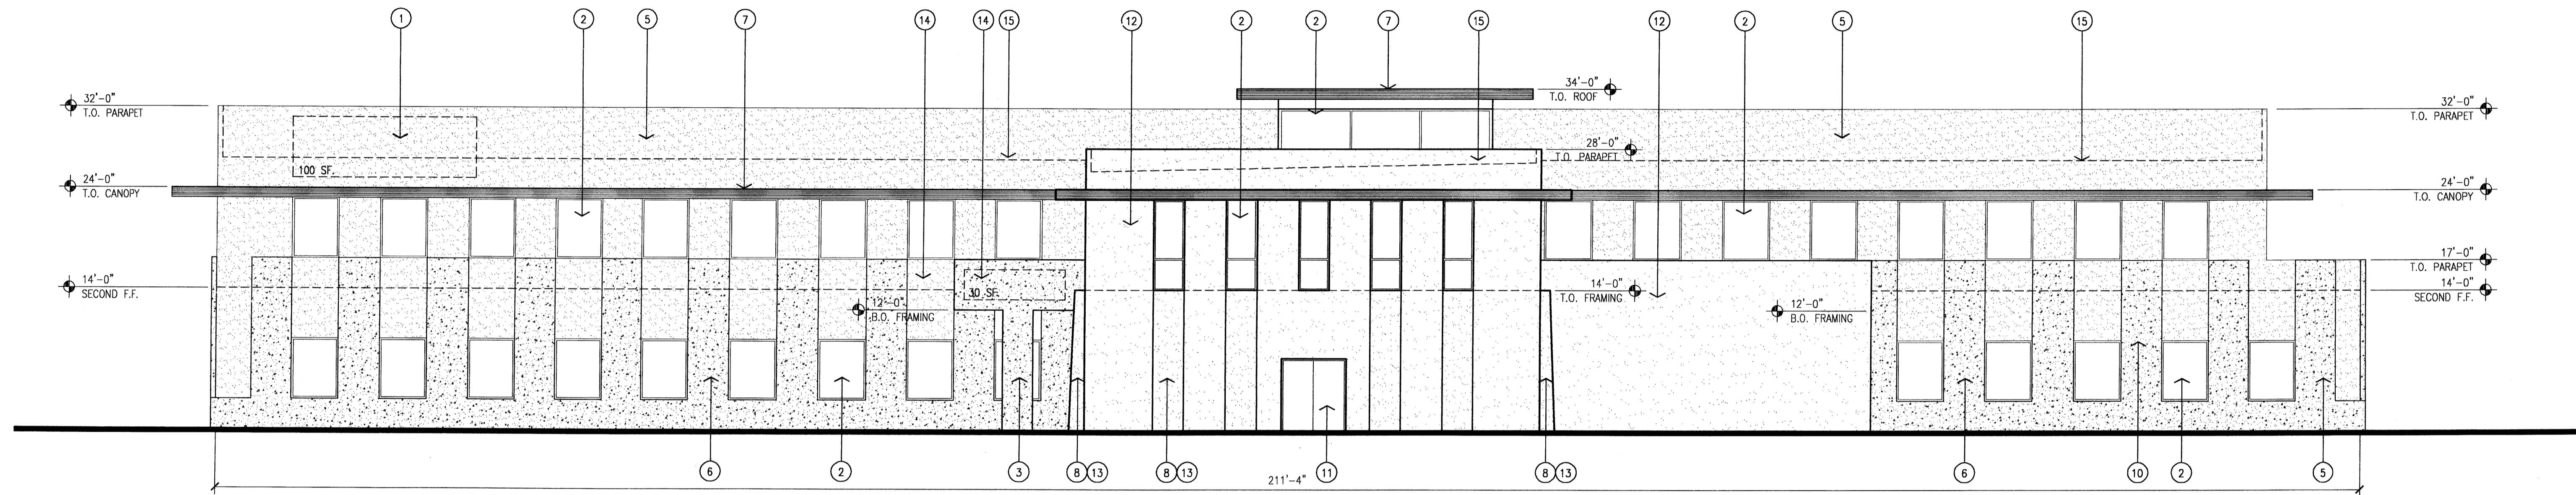 1 2 5 7 14 14 15 12 2 2 7 15 12 2 5 15
34'-0"
T.O. ROOF
32'-0"
T.O. PARAPET
32'-0"
T.O. PARAPET
28'-0"
T.O. PARAPET
100 SF.
24'-0"
T.O. CANOPY
24'-0"
T.O. CANOPY
17'-0"
T.O. PARAPET
14'-0"
SECOND F.F.
30 SF.
14'-0"
T.O. FRAMING
14'-0"
SECOND F.F.
12'-0"
B.O. FRAMING
12'-0"
B.O. FRAMING
6 2 3 8 13 8 13 11 8 13 6 10 2 5
211'-4"